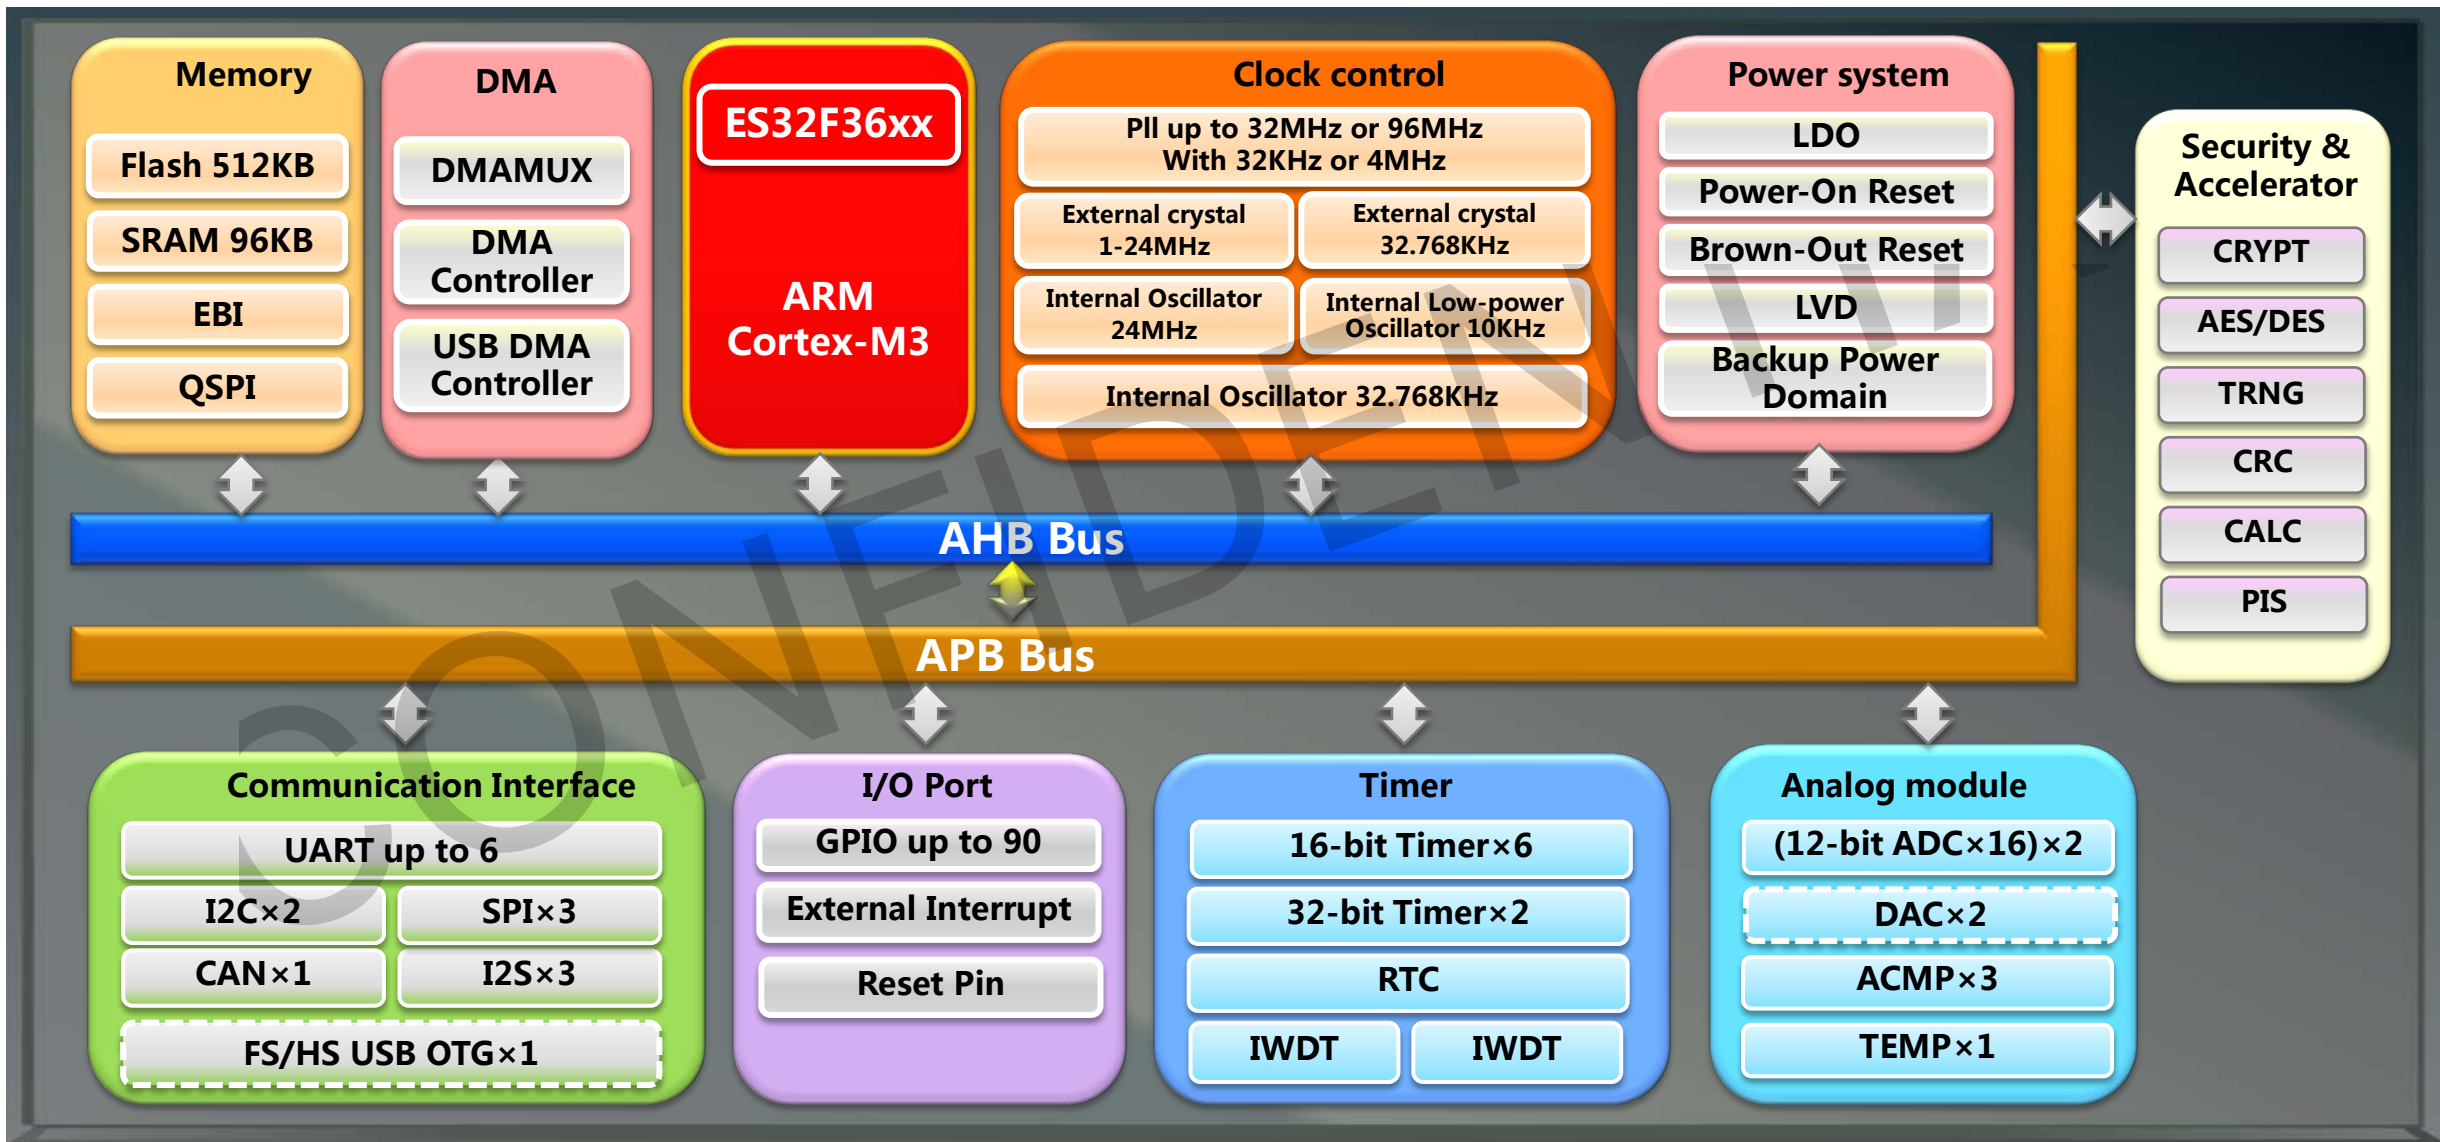 Memory
Flash 512KB
SRAM 96KB
EBI
QSPI
DMA
DMAMUX
DMA
Controller
USB DMA
Controller
ES32F36xx
ARM
Cortex-M3
Clock control
Pll up to 32MHz or 96MHz
With 32KHz or 4MHz
External crystal
1-24MHz
External crystal
32.768KHz
Internal Oscillator
24MHz
Internal Low-power
Oscillator 10KHz
Internal Oscillator 32.768KHz
Power system
LDO
Power-On Reset
Brown-Out Reset
LVD
Backup Power
Domain
Security &
Accelerator
CRYPT
AES/DES
TRNG
CRC
CALC
PIS
AHB Bus
APB Bus
Communication Interface
UART up to 6
I2C×2
SPI×3
CAN×1
I2S×3
FS/HS USB OTG×1
I/O Port
GPIO up to 90
External Interrupt
Reset Pin
Timer
16-bit Timer×6
32-bit Timer×2
RTC
IWDT
IWDT
Analog module
(12-bit ADC×16)×2
DAC×2
ACMP×3
TEMP×1